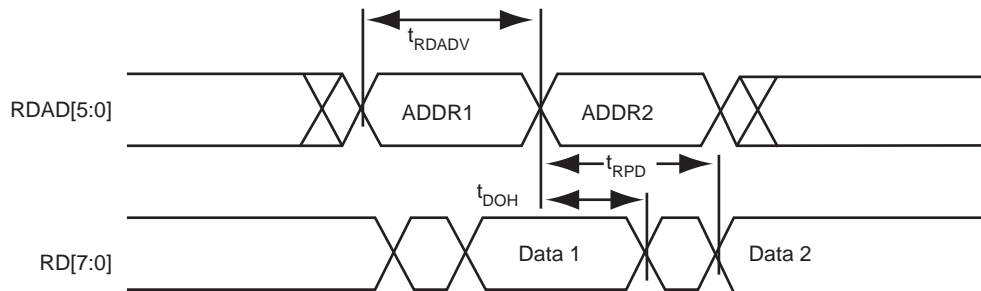 tRDADV
RDAD[5:0]
ADDR1
ADDR2
tRPD
tDOH
RD[7:0]
Data 1
Data 2